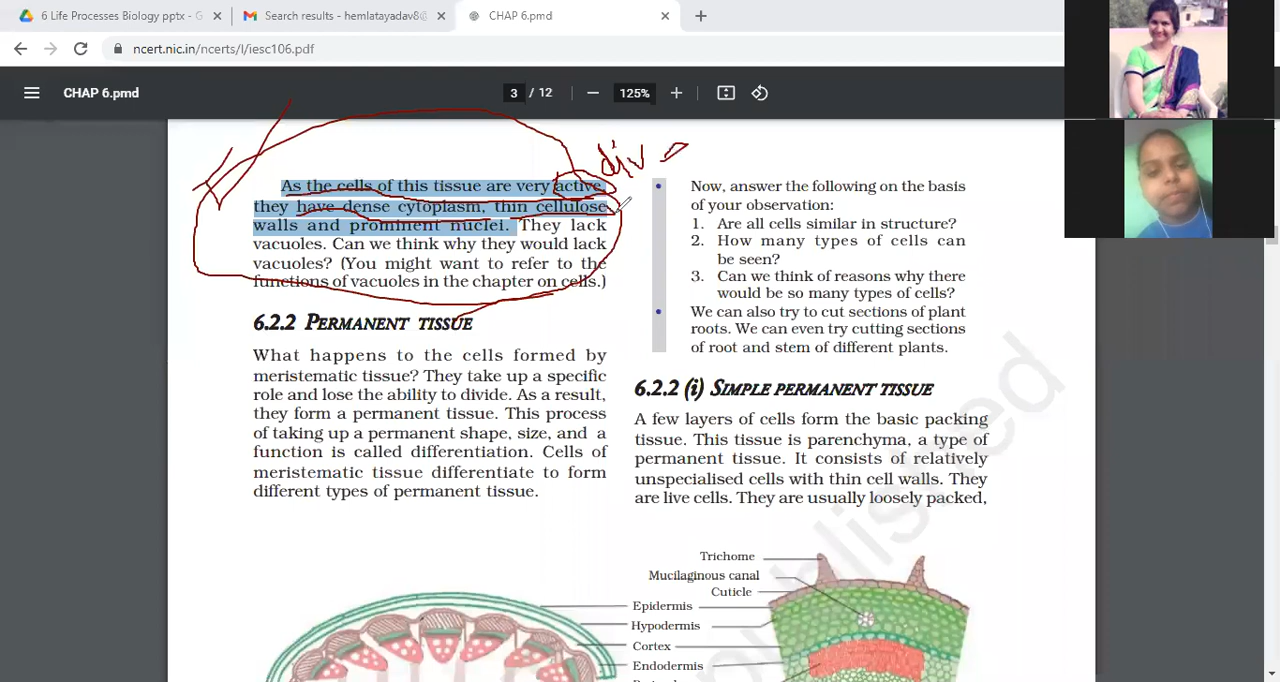 6 Life Processes Biology pptx - G
Search results - hemlatayadav8@
CHAP 6.pmd
ncert.nic.in/ncerts/l/iesc106.pdf
CHAP 6.pmd
3 / 12
125%
div
As the cells of this tissue are very active,
they have dense cytoplasm, thin cellulose
walls and prominent nuclei. They lack
vacuoles. Can we think why they would lack
vacuoles? (You might want to refer to the
functions of vacuoles in the chapter on cells.)
6.2.2 PERMANENT TISSUE
What happens to the cells formed by
meristematic tissue? They take up a specific
role and lose the ability to divide. As a result,
they form a permanent tissue. This process
of taking up a permanent shape, size, and a
function is called differentiation. Cells of
meristematic tissue differentiate to form
different types of permanent tissue.
• Now, answer the following on the basis
of your observation:
1. Are all cells similar in structure?
2. How many types of cells can
be seen?
3. Can we think of reasons why there
would be so many types of cells?
• We can also try to cut sections of plant
roots. We can even try cutting sections
of root and stem of different plants.
6.2.2 (i) SIMPLE PERMANENT TISSUE
A few layers of cells form the basic packing
tissue. This tissue is parenchyma, a type of
permanent tissue. It consists of relatively
unspecialised cells with thin cell walls. They
are live cells. They are usually loosely packed,
Trichome
Mucilaginous canal
Cuticle
Epidermis
Hypodermis
Cortex
Endodermis